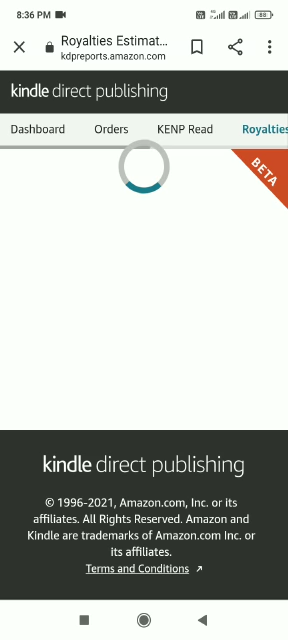 8:36 PM
88
Royalties Estimat...
kdpreports.amazon.com
kindle direct publishing
Dashboard Orders KENP Read Royalties
BETA
kindle direct publishing
© 1996-2021, Amazon.com, Inc. or its
affiliates. All Rights Reserved. Amazon and
Kindle are trademarks of Amazon.com Inc. or
its affiliates.
Terms and Conditions ↗